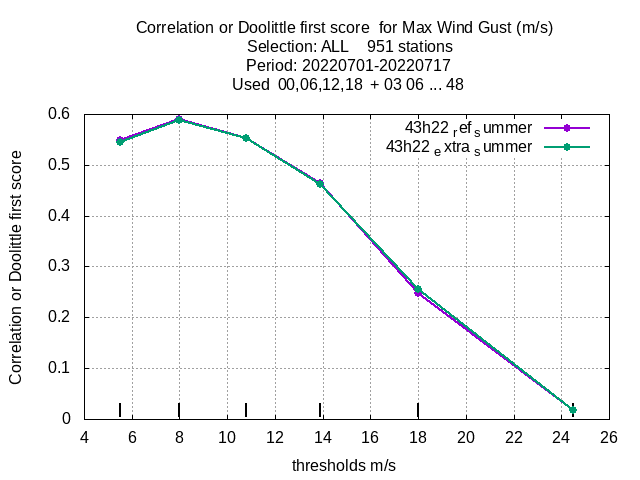 Correlation or Doolittle first score  for Max Wind Gust (m/s)
Selection: ALL    951 stations
Period: 20220701-20220717
Used  00,06,12,18  + 03 06 ... 48
43h22 ref summer
43h22 extra summer
Correlation or Doolittle first score
0.6
0.5
0.4
0.3
0.2
0.1
0
4 6 8 10 12 14 16 18 20 22 24 26
thresholds m/s